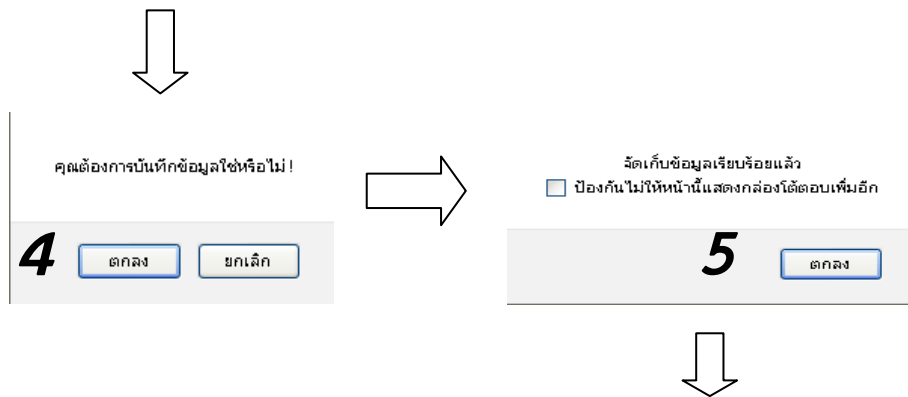 คุณต้องการบันทึกข้อมูลใช่หรือไม่ !
4 ตกลง ยกเลิก
จัดเก็บข้อมูลเรียบร้อยแล้ว
ป้องกันไม่ให้หน้านี้แสดงกล่องโต้ตอบเพิ่มอีก
5 ตกลง